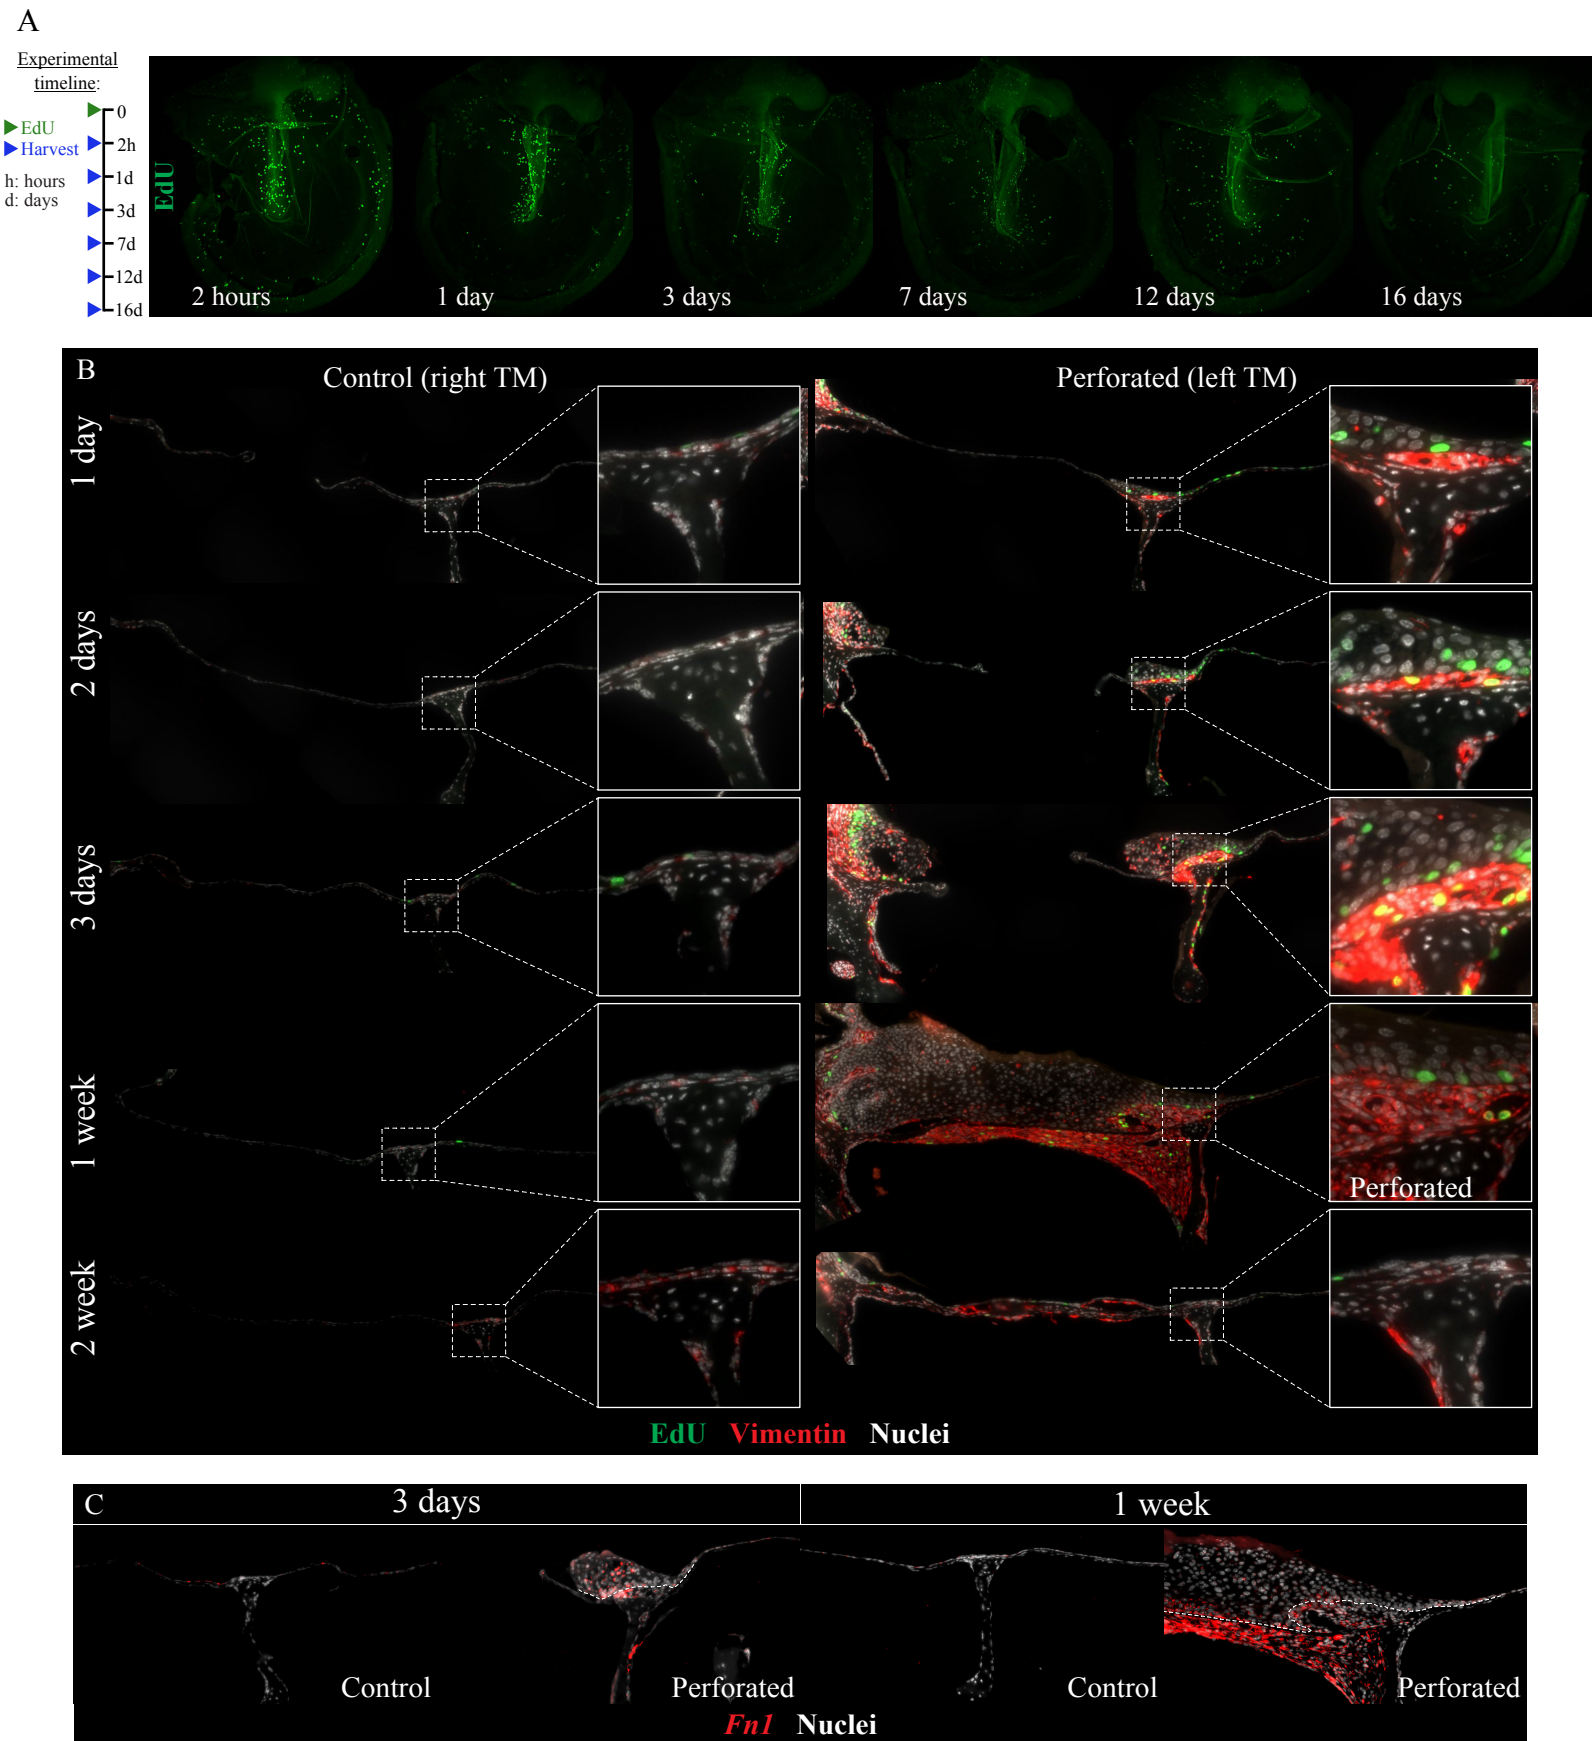 A
Experimental
timeline:
EdU
Harvest
h: hours
d: days
0
2h
1d
3d
7d
12d
16d
EdU
2 hours
1 day
3 days
7 days
12 days
16 days
B
Control (right TM)
Perforated (left TM)
1 day
2 days
3 days
1 week
Perforated
2 week
EdU Vimentin Nuclei
C
3 days
1 week
Control
Perforated
Control
Perforated
Fn1 Nuclei